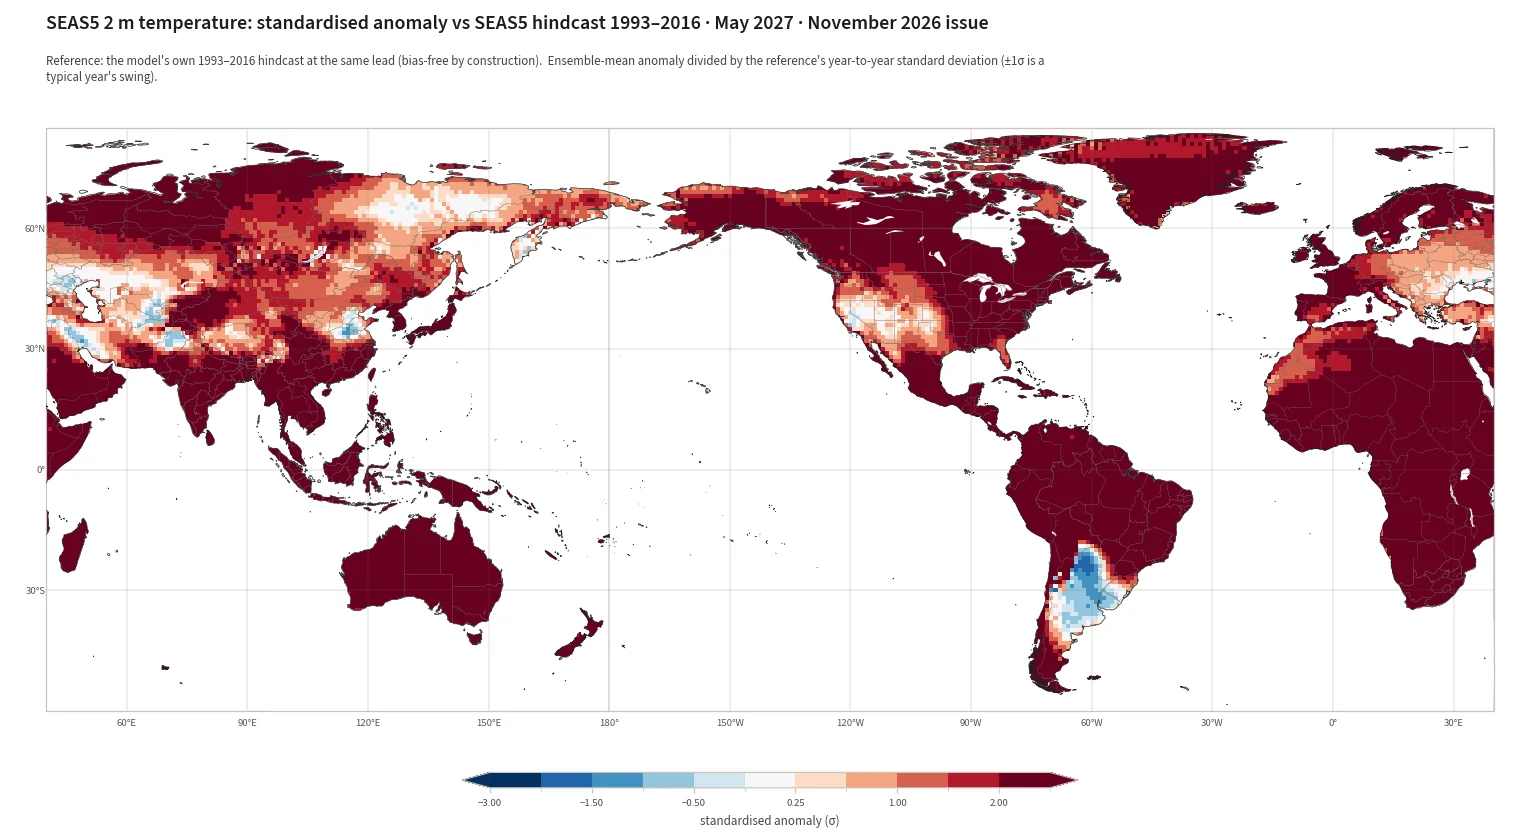 SEAS5 2 m temperature: standardised anomaly vs SEAS5 hindcast 1993–2016 · May 2027 · November 2026 issue
Reference: the model's own 1993–2016 hindcast at the same lead (bias-free by construction).  Ensemble-mean anomaly divided by the reference's year-to-year standard deviation (±1σ is a
typical year's swing).
60°N
30°N
0°
30°S
60°E 90°E 120°E 150°E 180° 150°W 120°W 90°W 60°W 30°W 0° 30°E
−3.00 −1.50 −0.50 0.25 1.00 2.00
standardised anomaly (σ)